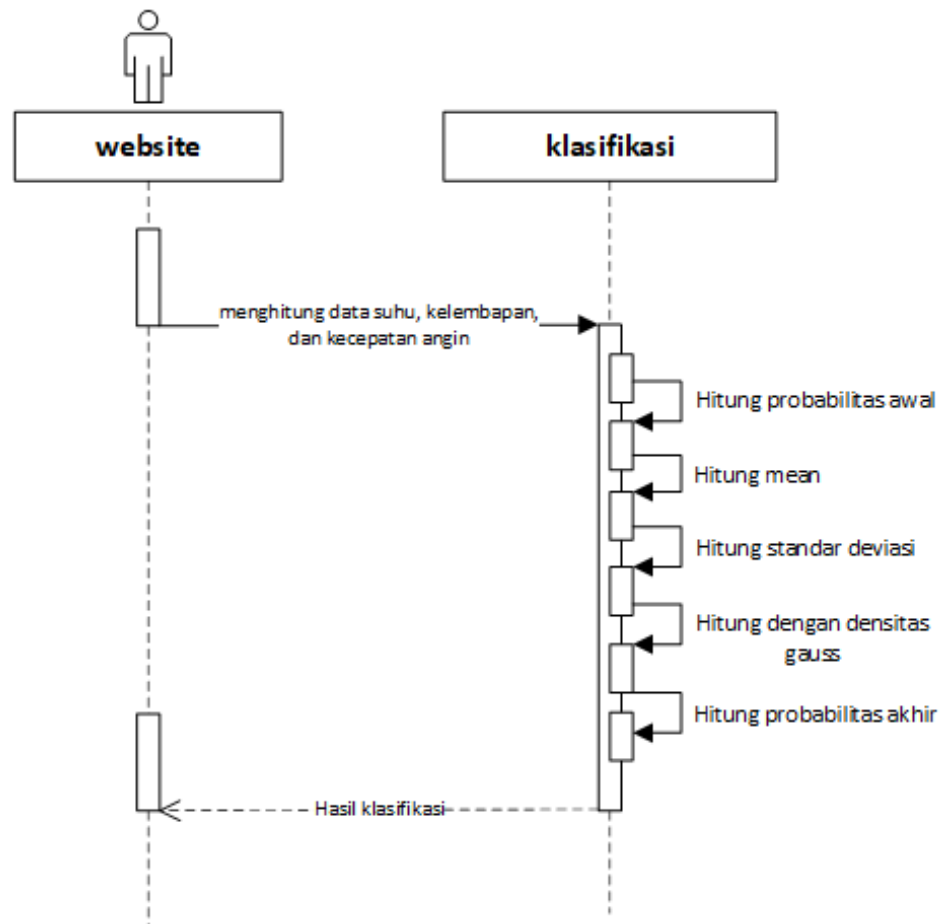 website
klasifikasi
menghitung data suhu, kelembapan,
dan kecepatan angin
Hitung probabilitas awal
Hitung mean
Hitung standar deviasi
Hitung dengan densitas
gauss
Hitung probabilitas akhir
Hasil klasifikasi